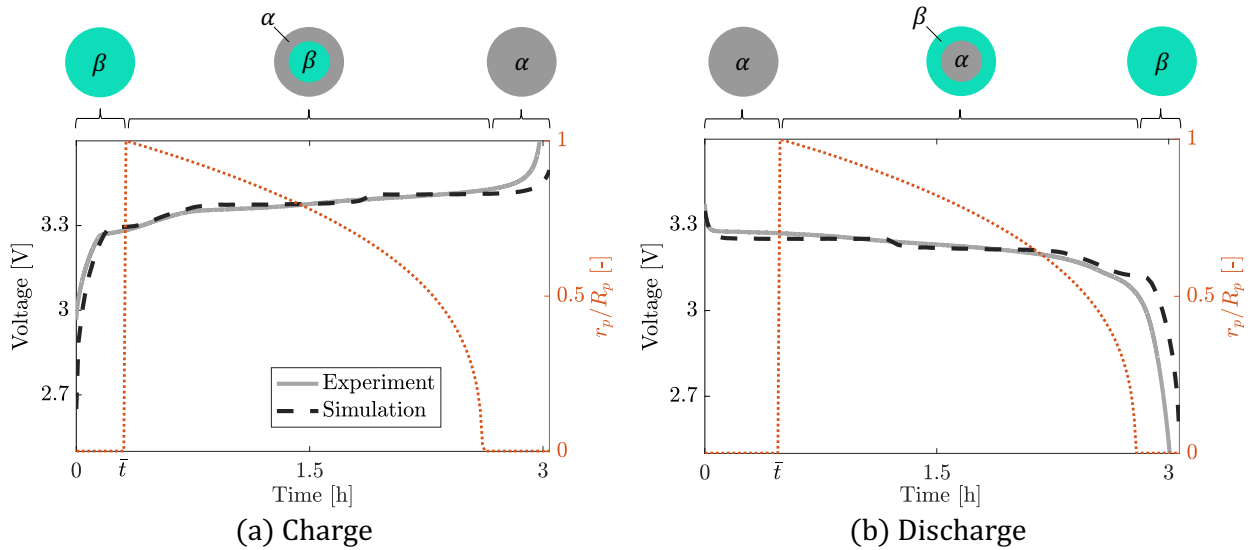 α
β
β
α
3.3
3
2.7
Voltage [V]
1
0.5
0
r_p/R_p [-]
Experiment
Simulation
0
t̄
1.5
3
Time [h]
(a) Charge
β
α
α
β
3.3
3
2.7
Voltage [V]
1
0.5
0
r_p/R_p [-]
0
t̄
1.5
3
Time [h]
(b) Discharge